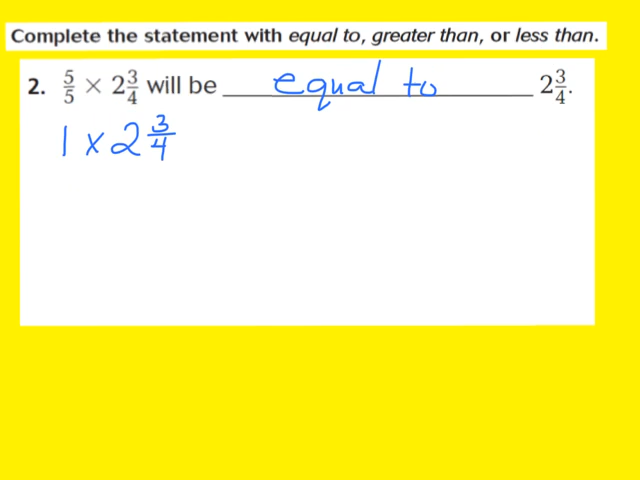 Complete the statement with equal to, greater than, or less than.
2. 5/5 × 2 3/4 will be equal to 2 3/4.
1 x 2 3/4